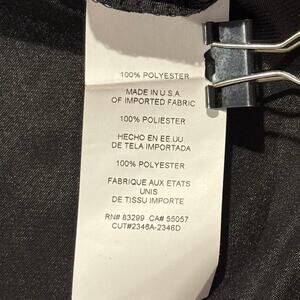 100% POLYESTER
MADE IN U.S.A.
OF IMPORTED FABRIC
100% POLIESTER
HECHO EN EE.UU.
DE TELA IMPORTADA
100% POLYESTER
FABRIQUE AUX ETATS
UNIS
DE TISSU IMPORTE
RN# 83299 CA# 55057
CUT#2346A-2346D